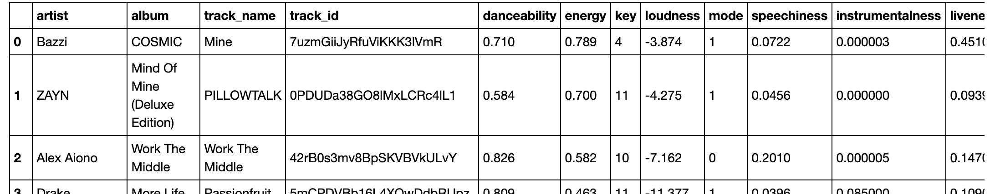 artist album track_name track_id danceability energy key loudness mode speechiness instrumentalness livene
0 Bazzi COSMIC Mine 7uzmGiiJyRfuViKKK3lVmR 0.710 0.789 4 -3.874 1 0.0722 0.000003 0.451
Mind Of
Mine
1 ZAYN (Deluxe PILLOWTALK 0PDUDa38GO8lMxLCRc4lL1 0.584 0.700 11 -4.275 1 0.0456 0.000000 0.093
Edition)
2 Alex Aiono Work The Work The 42rB0s3mv8BpSKVBVkULvY 0.826 0.582 10 -7.162 0 0.2010 0.000005 0.147
Middle Middle
3 Drake More Life Passionfruit 5mCPDVBb16L4XQwDdbRUpz 0.809 0.463 11 -11.377 1 0.0396 0.085000 0.109